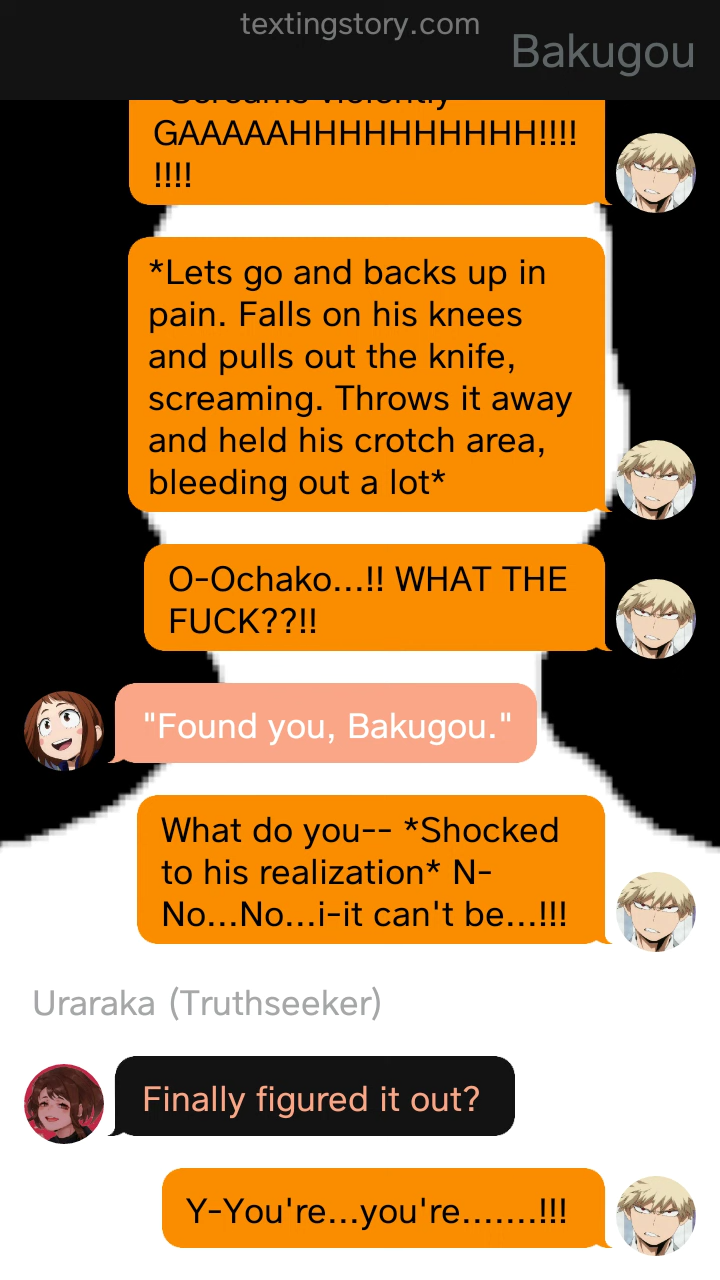 textingstory.com
Bakugou
GAAAAAHHHHHHHHHH!!!!
!!!!
*Lets go and backs up in
pain. Falls on his knees
and pulls out the knife,
screaming. Throws it away
and held his crotch area,
bleeding out a lot*
O-Ochako...!! WHAT THE
FUCK??!!
"Found you, Bakugou."
What do you-- *Shocked
to his realization* N-
No...No...i-it can't be...!!!
Uraraka (Truthseeker)
Finally figured it out?
Y-You're...you're.......!!!